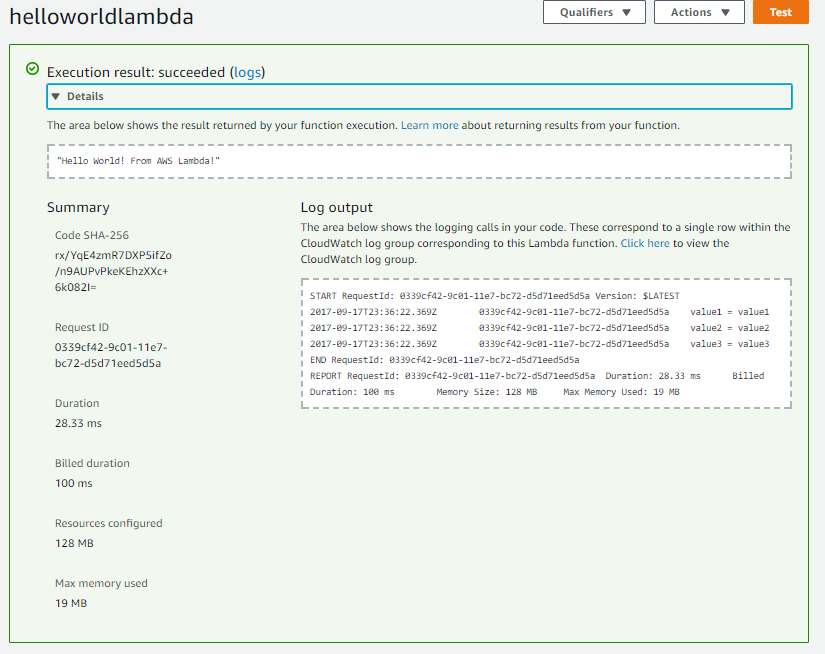 helloworldlambda
Qualifiers ▼
Actions ▼
Test
Execution result: succeeded (logs)
▼ Details
The area below shows the result returned by your function execution. Learn more about returning results from your function.
"Hello World! From AWS Lambda!"
Summary
Code SHA-256
rx/YqE4zmR7DXP5ifZo
/n9AUPvPkeKEhzXXc+
6k082I=
Request ID
0339cf42-9c01-11e7-
bc72-d5d71eed5d5a
Duration
28.33 ms
Billed duration
100 ms
Resources configured
128 MB
Max memory used
19 MB
Log output
The area below shows the logging calls in your code. These correspond to a single row within the
CloudWatch log group corresponding to this Lambda function. Click here to view the
CloudWatch log group.
START RequestId: 0339cf42-9c01-11e7-bc72-d5d71eed5d5a Version: $LATEST
2017-09-17T23:36:22.369Z 0339cf42-9c01-11e7-bc72-d5d71eed5d5a value1 = value1
2017-09-17T23:36:22.369Z 0339cf42-9c01-11e7-bc72-d5d71eed5d5a value2 = value2
2017-09-17T23:36:22.369Z 0339cf42-9c01-11e7-bc72-d5d71eed5d5a value3 = value3
END RequestId: 0339cf42-9c01-11e7-bc72-d5d71eed5d5a
REPORT RequestId: 0339cf42-9c01-11e7-bc72-d5d71eed5d5a Duration: 28.33 ms Billed
Duration: 100 ms Memory Size: 128 MB Max Memory Used: 19 MB